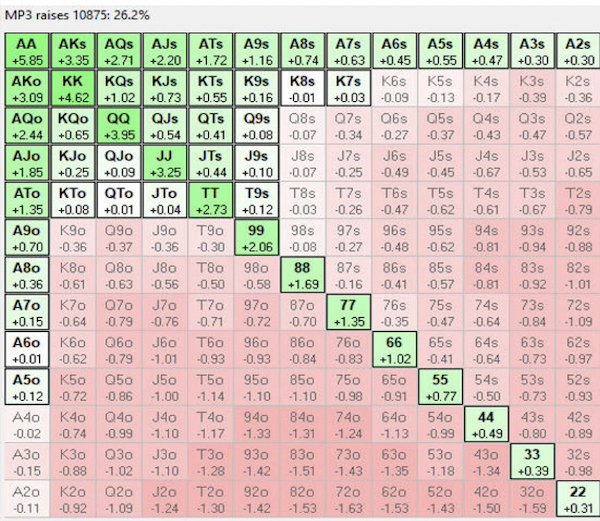 MP3 raises 10875: 26.2%
AA AKs AQs AJs ATs A9s A8s A7s A6s A5s A4s A3s A2s
+5.85 +3.35 +2.71 +2.20 +1.72 +1.16 +0.74 +0.63 +0.45 +0.55 +0.47 +0.30 +0.30
AKo KK KQs KJs KTs K9s K8s K7s K6s K5s K4s K3s K2s
+3.09 +4.62 +1.02 +0.73 +0.55 +0.16 -0.01 +0.03 -0.09 -0.13 -0.17 -0.39 -0.36
AQo KQo QQ QJs QTs Q9s Q8s Q7s Q6s Q5s Q4s Q3s Q2s
+2.44 +0.65 +3.95 +0.54 +0.41 +0.08 -0.07 -0.34 -0.27 -0.37 -0.43 -0.47 -0.57
AJo KJo QJo JJ JTs J9s J8s J7s J6s J5s J4s J3s J2s
+1.85 +0.25 +0.09 +3.25 +0.44 +0.10 -0.07 -0.25 -0.49 -0.45 -0.67 -0.53 -0.65
ATo KTo QTo JTo TT T9s T8s T7s T6s T5s T4s T3s T2s
+1.35 +0.08 +0.01 +0.04 +2.73 +0.12 -0.03 -0.26 -0.47 -0.62 -0.61 -0.67 -0.79
A9o K9o Q9o J9o T9o 99 98s 97s 96s 95s 94s 93s 92s
+0.70 -0.36 -0.37 -0.36 -0.30 +2.06 -0.08 -0.27 -0.48 -0.62 -0.81 -0.94 -0.88
A8o K8o Q8o J8o T8o 98o 88 87s 86s 85s 84s 83s 82s
+0.36 -0.61 -0.63 -0.56 -0.50 -0.58 +1.69 -0.16 -0.41 -0.57 -0.81 -0.92 -1.01
A7o K7o Q7o J7o T7o 97o 87o 77 76s 75s 74s 73s 72s
+0.15 -0.64 -0.79 -0.76 -0.71 -0.72 -0.70 +1.35 -0.35 -0.47 -0.64 -0.84 -1.09
A6o K6o Q6o J6o T6o 96o 86o 76o 66 65s 64s 63s 62s
+0.01 -0.62 -0.79 -1.01 -0.93 -0.93 -0.84 -0.83 +1.02 -0.41 -0.64 -0.73 -0.97
A5o K5o Q5o J5o T5o 95o 85o 75o 65o 55 54s 53s 52s
+0.12 -0.72 -0.86 -1.00 -1.14 -1.10 -1.10 -0.98 -0.91 +0.77 -0.50 -0.73 -0.93
A4o K4o Q4o J4o T4o 94o 84o 74o 64o 54o 44 43s 42s
-0.02 -0.74 -0.99 -1.10 -1.17 -1.33 -1.31 -1.24 -1.13 -0.99 +0.49 -0.80 -0.89
A3o K3o Q3o J3o T3o 93o 83o 73o 63o 53o 43o 33 32s
-0.15 -0.88 -1.02 -1.10 -1.28 -1.42 -1.51 -1.43 -1.35 -1.18 -1.34 +0.39 -0.98
A2o K2o Q2o J2o T2o 92o 82o 72o 62o 52o 42o 32o 22
-0.11 -0.92 -1.09 -1.24 -1.30 -1.42 -1.53 -1.63 -1.53 -1.43 -1.50 -1.59 +0.31